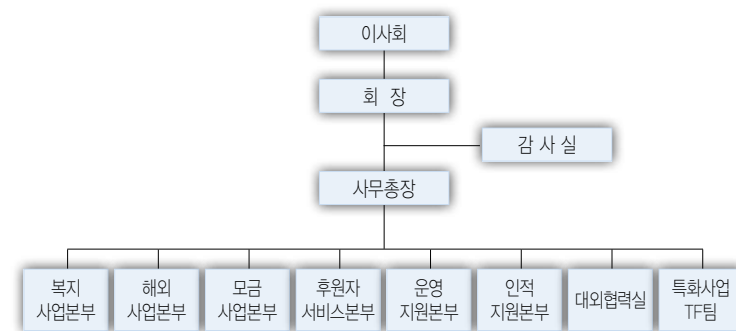 이사회
회 장
감 사 실
사무총장
복지
사업본부
해외
사업본부
모금
사업본부
후원자
서비스본부
운영
지원본부
인적
지원본부
대외협력실
특화사업
TF팀